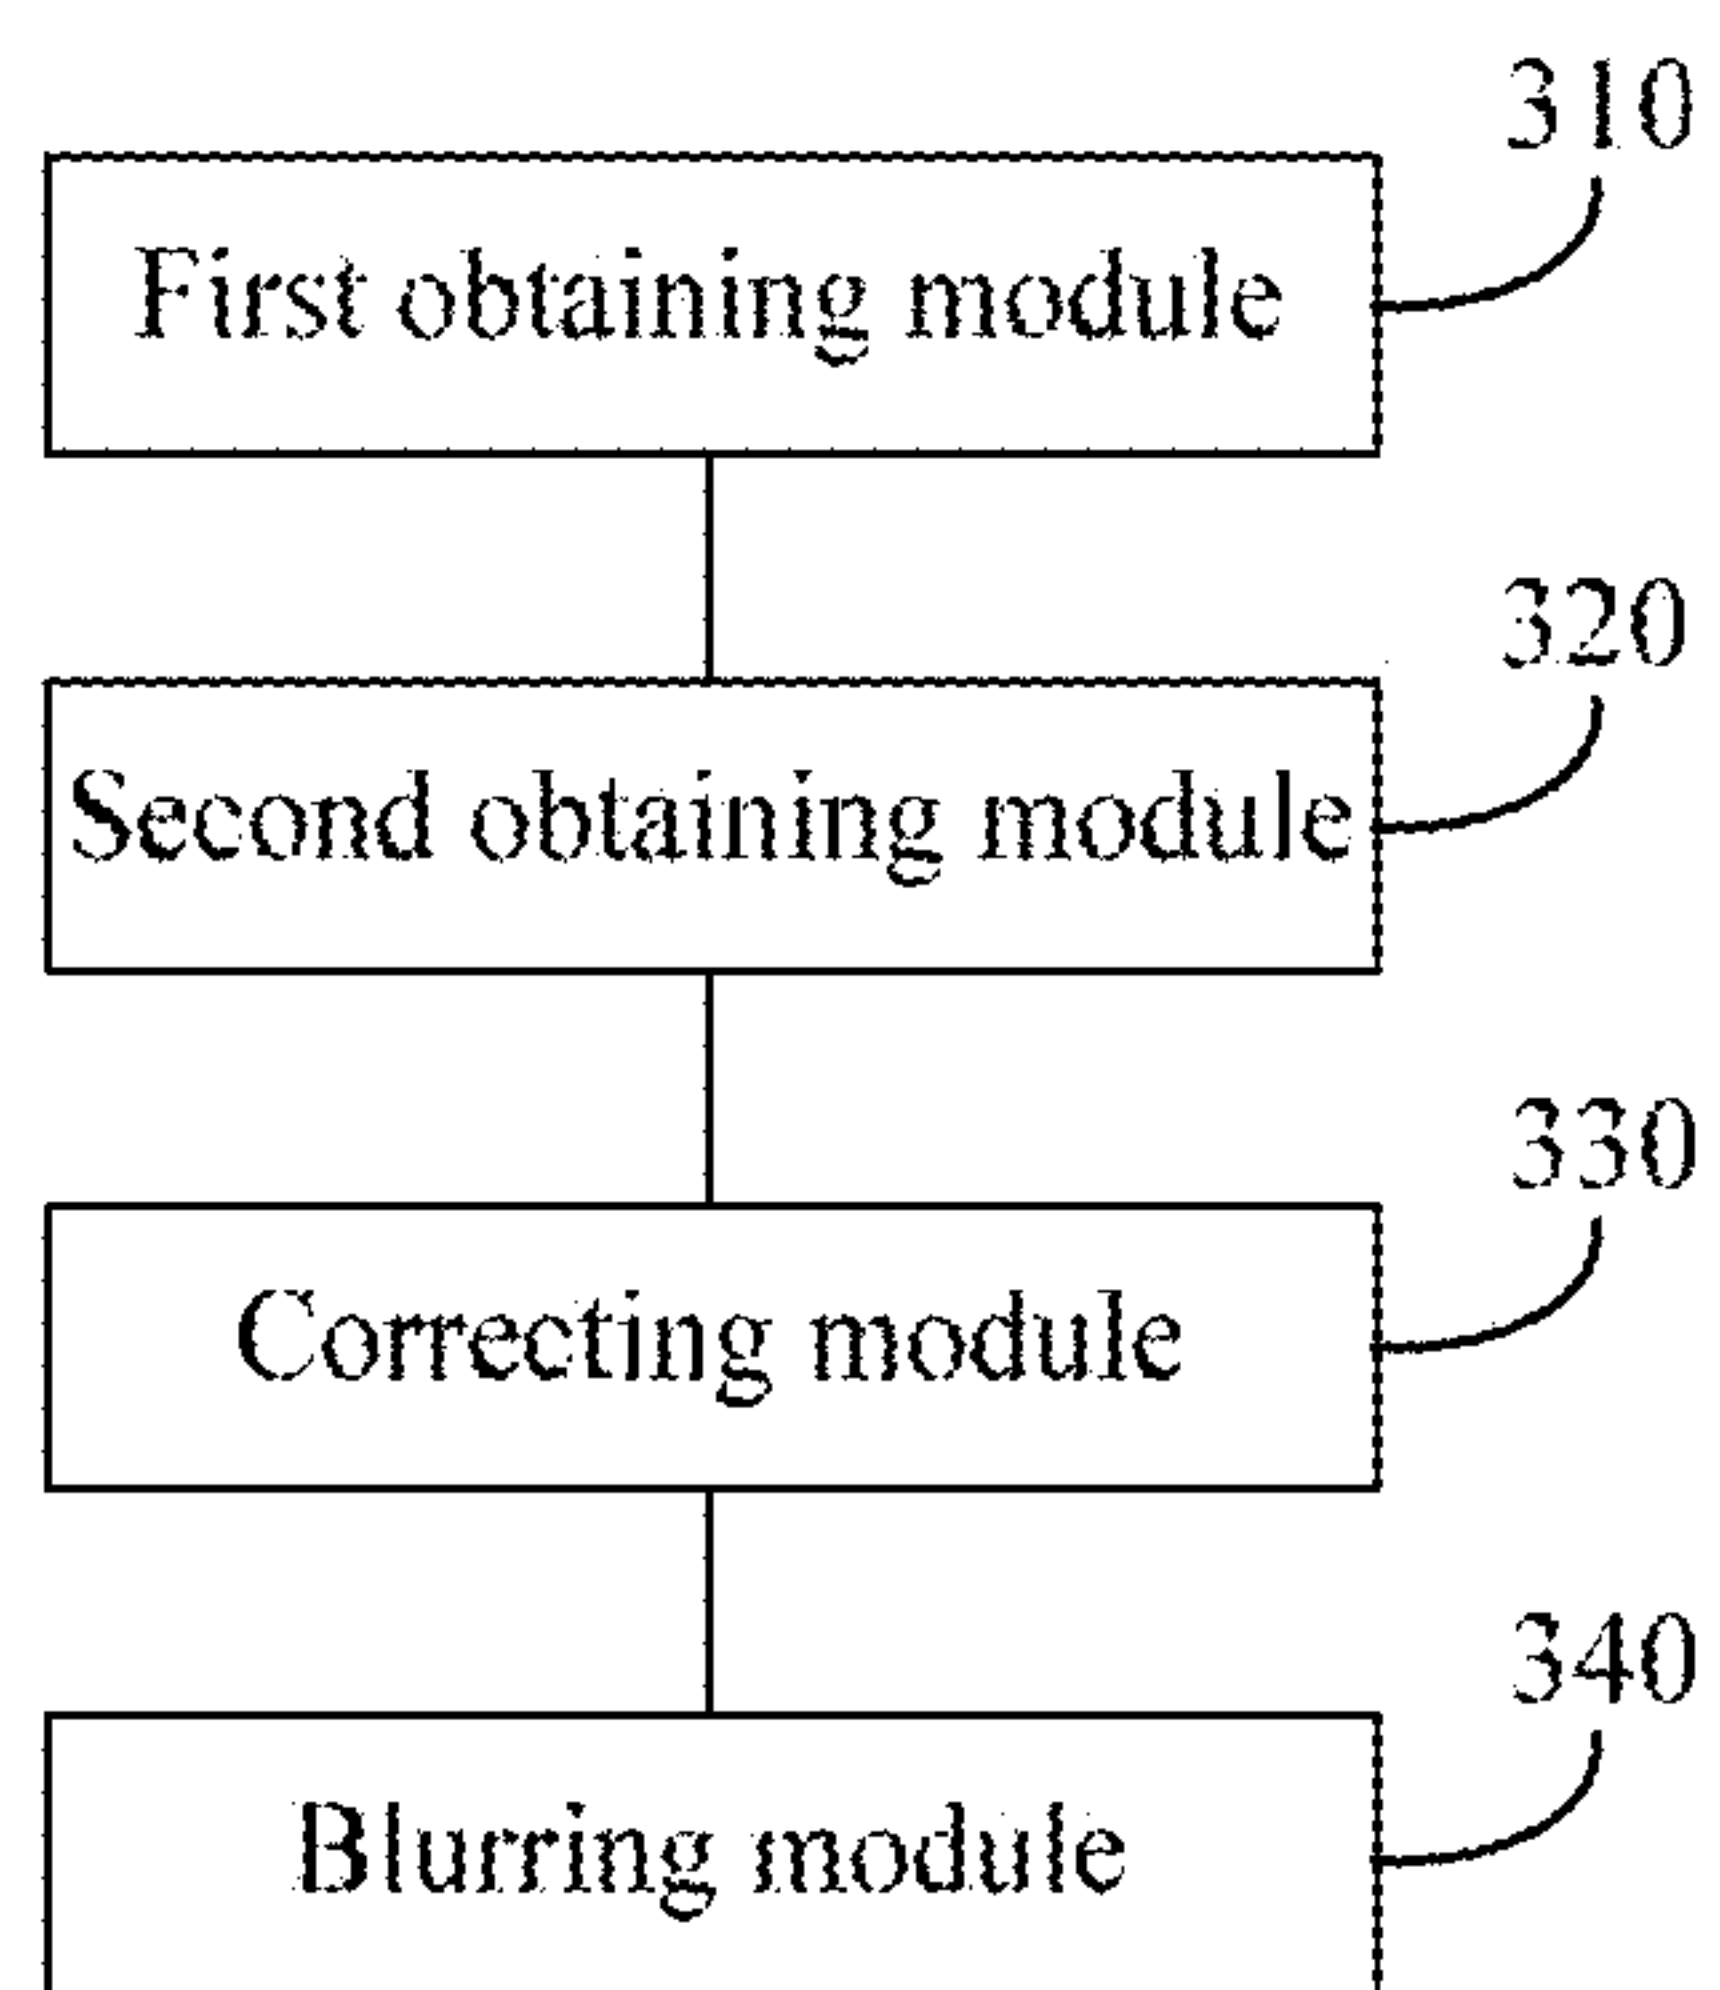 310
First obtaining module
320
Second obtaining module
330
Correcting module
340
Blurring module